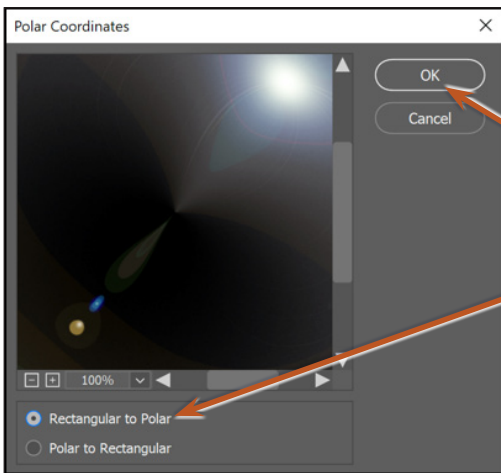 Polar Coordinates
OK
Cancel
100%
Rectangular to Polar
Polar to Rectangular